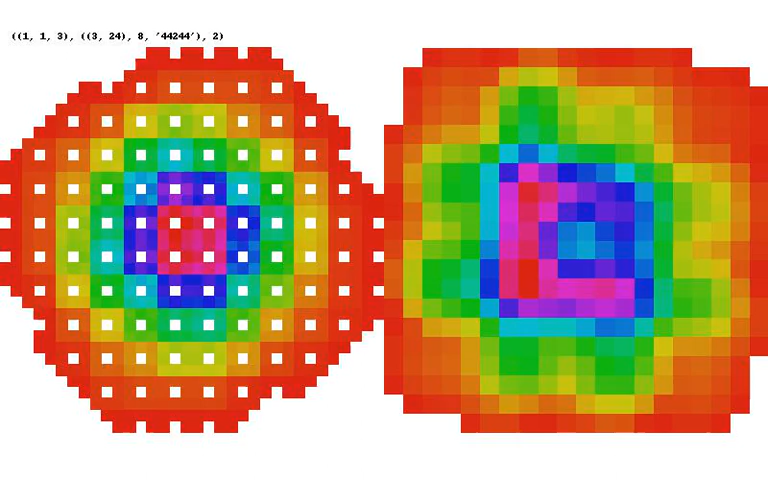 ((1, 1, 3), ((3, 24), 8, '44244'), 2)